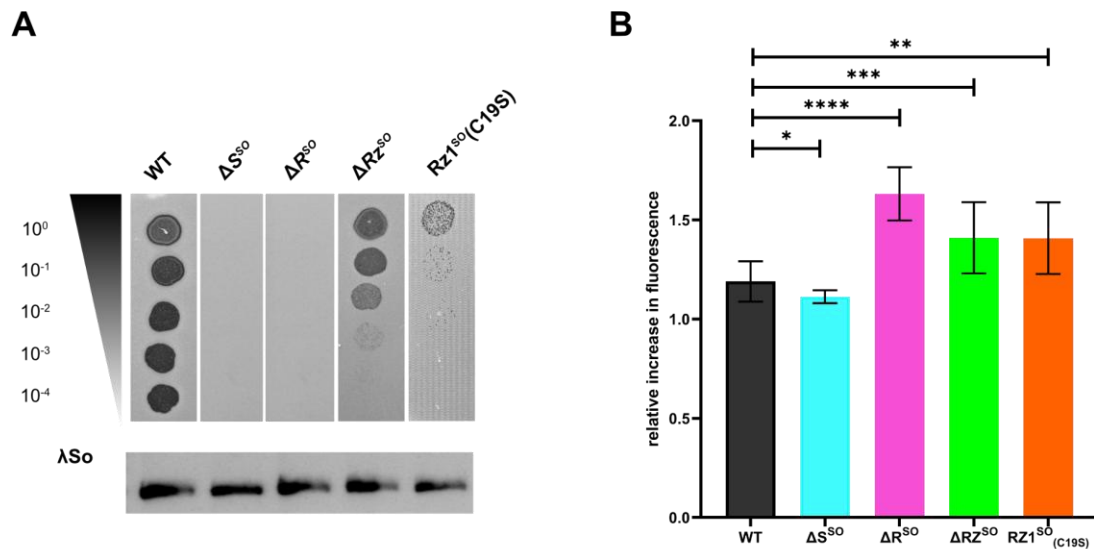 A
WT
ΔS^SO
ΔR^SO
ΔRz^SO
Rz1^SO(C19S)
10⁰
10⁻¹
10⁻²
10⁻³
10⁻⁴
λSo
B
relative increase in fluorescence
2.0
1.5
1.0
0.5
0.0
**
***
****
*
WT
ΔS^SO
ΔR^SO
ΔRZ^SO
RZ1^SO(C19S)